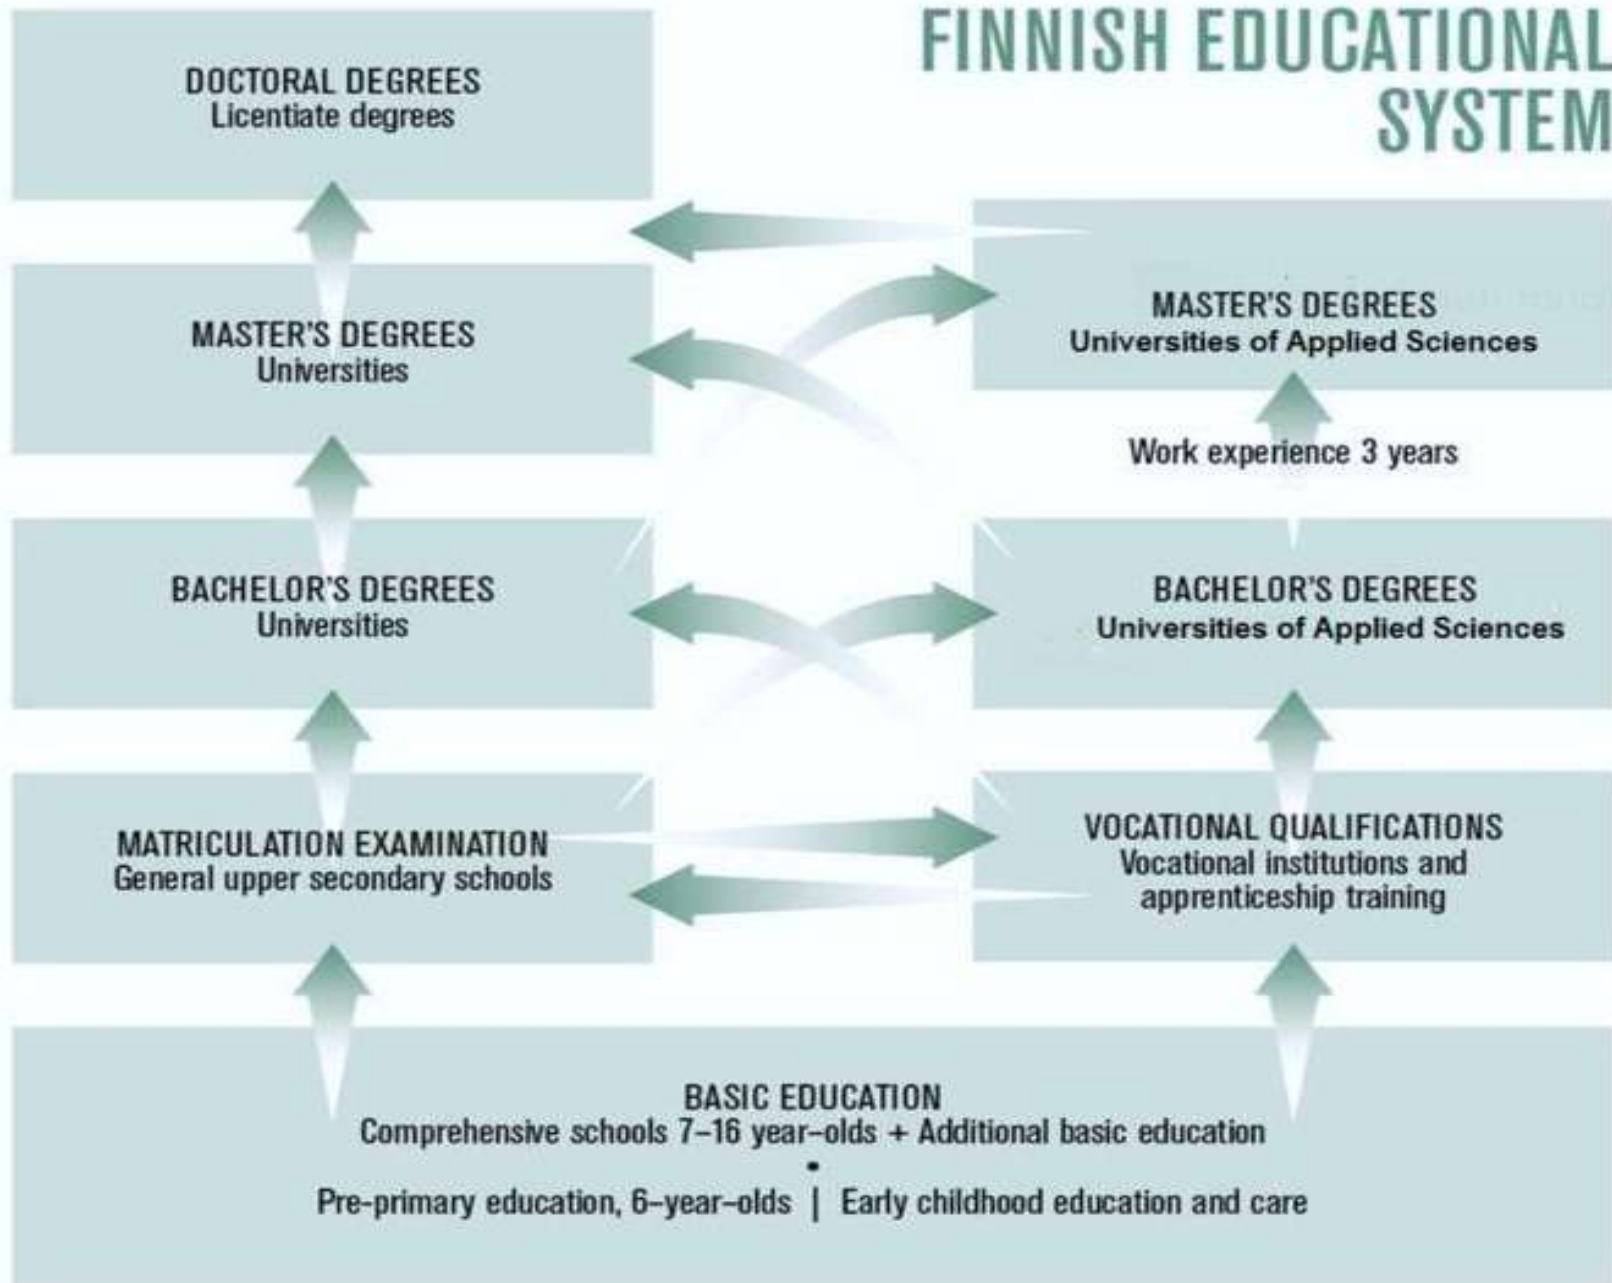 FINNISH EDUCATIONAL
SYSTEM
DOCTORAL DEGREES
Licentiate degrees
MASTER'S DEGREES
Universities
MASTER'S DEGREES
Universities of Applied Sciences
Work experience 3 years
BACHELOR'S DEGREES
Universities
BACHELOR'S DEGREES
Universities of Applied Sciences
MATRICULATION EXAMINATION
General upper secondary schools
VOCATIONAL QUALIFICATIONS
Vocational institutions and
apprenticeship training
BASIC EDUCATION
Comprehensive schools 7–16 year–olds + Additional basic education
•
Pre-primary education, 6–year–olds | Early childhood education and care